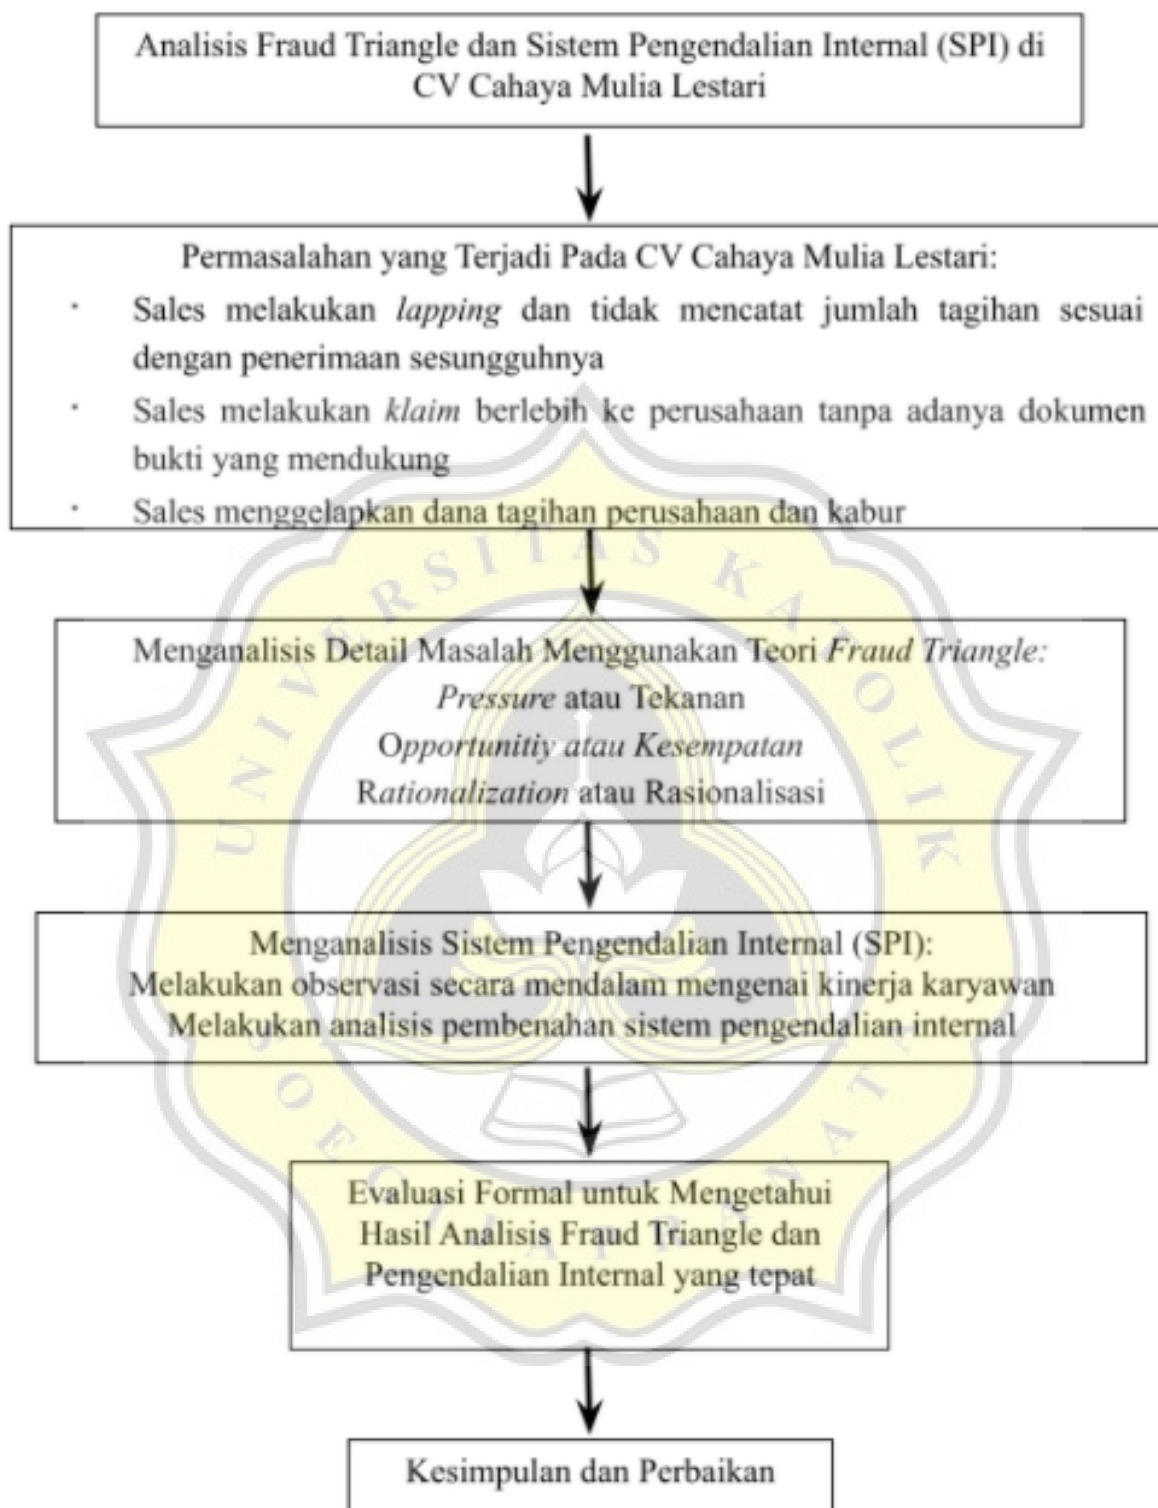 Analisis Fraud Triangle dan Sistem Pengendalian Internal (SPI) di
CV Cahaya Mulia Lestari
Permasalahan yang Terjadi Pada CV Cahaya Mulia Lestari:
· Sales melakukan lapping dan tidak mencatat jumlah tagihan sesuai
dengan penerimaan sesungguhnya
· Sales melakukan klaim berlebih ke perusahaan tanpa adanya dokumen
bukti yang mendukung
· Sales menggelapkan dana tagihan perusahaan dan kabur
Menganalisis Detail Masalah Menggunakan Teori Fraud Triangle:
Pressure atau Tekanan
Opportunitiy atau Kesempatan
Rationalization atau Rasionalisasi
Menganalisis Sistem Pengendalian Internal (SPI):
Melakukan observasi secara mendalam mengenai kinerja karyawan
Melakukan analisis pembenahan sistem pengendalian internal
Evaluasi Formal untuk Mengetahui
Hasil Analisis Fraud Triangle dan
Pengendalian Internal yang tepat
Kesimpulan dan Perbaikan
UNIVERSITAS KATOLIK
SOEGIJAPRANATA